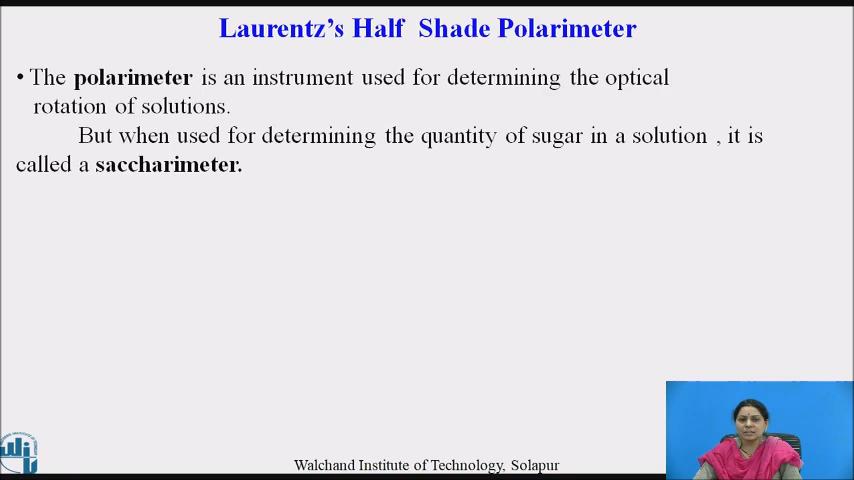 Laurentz's Half Shade Polarimeter
• The polarimeter is an instrument used for determining the optical
rotation of solutions.
But when used for determining the quantity of sugar in a solution , it is
called a saccharimeter.
Walchand Institute of Technology, Solapur